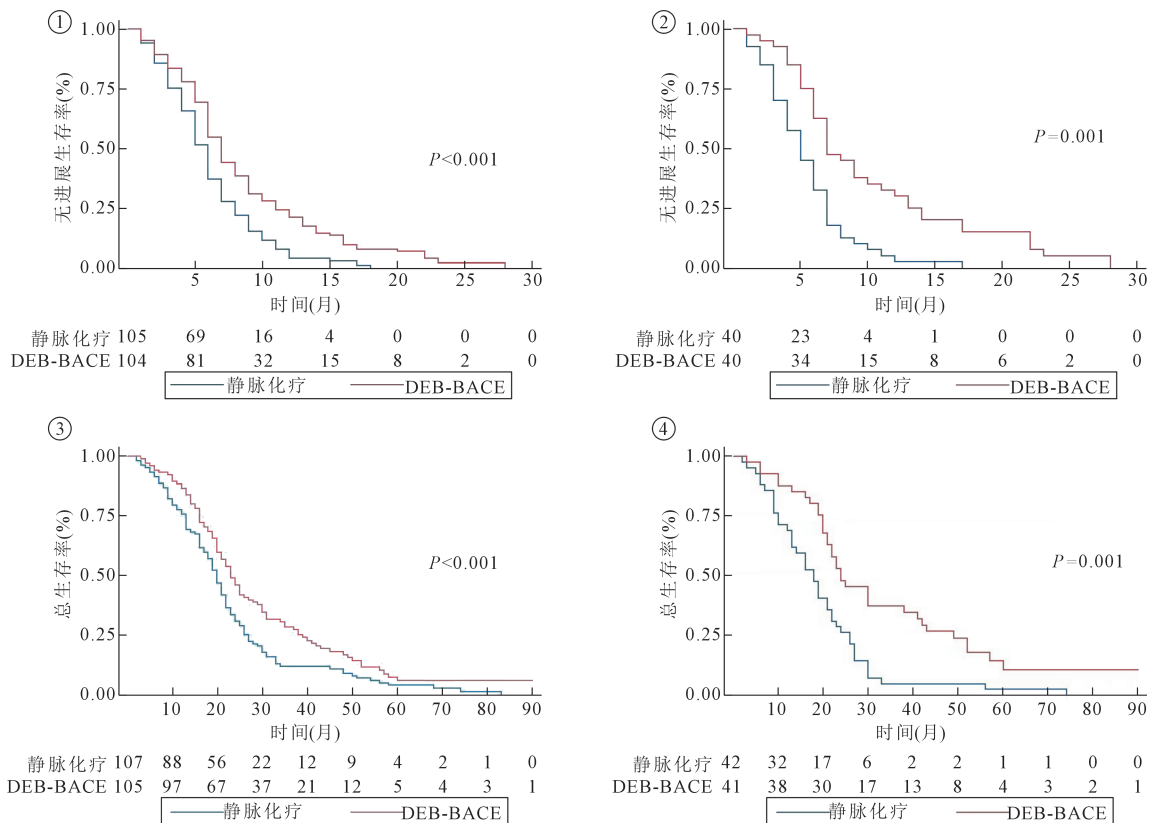 ①
1.00
0.75
0.50
0.25
0.00
无进展生存率(%)
P<0.001
5 10 15 20 25 30
时间(月)
静脉化疗 105 69 16 4 0 0 0
DEB-BACE 104 81 32 15 8 2 0
静脉化疗 DEB-BACE
②
1.00
0.75
0.50
0.25
0.00
无进展生存率(%)
P=0.001
5 10 15 20 25 30
时间(月)
静脉化疗 40 23 4 1 0 0 0
DEB-BACE 40 34 15 8 6 2 0
静脉化疗 DEB-BACE
③
1.00
0.75
0.50
0.25
0.00
总生存率(%)
P<0.001
10 20 30 40 50 60 70 80 90
时间(月)
静脉化疗 107 88 56 22 12 9 4 2 1 0
DEB-BACE 105 97 67 37 21 12 5 4 3 1
静脉化疗 DEB-BACE
④
1.00
0.75
0.50
0.25
0.00
总生存率(%)
P=0.001
10 20 30 40 50 60 70 80 90
时间(月)
静脉化疗 42 32 17 6 2 2 1 1 0 0
DEB-BACE 41 38 30 17 13 8 4 3 2 1
静脉化疗 DEB-BACE